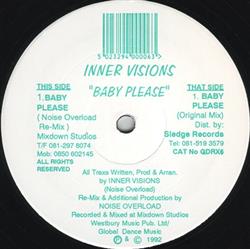 5 023294 000063
INNER VISIONS
"BABY PLEASE"
THIS SIDE
1. BABY
PLEASE
( Noise Overload
Re-Mix )
Mixdown Studios
T/F 081-297 8074
Mob: 0850 602145
ALL RIGHTS
RESERVED
THAT SIDE
1. BABY
PLEASE
(Original Mix)
Dist. by:
Sledge Records
Tel: 081-519 3579
CAT No QDRX6
All Traxs Written, Prod & Arran.
by INNER VISIONS
(Noise Overload)
Re-Mix & Additional Production by
NOISE OVERLOAD
Recorded & Mixed at Mixdown Studios
Westbury Music Pub. Ltd/
Global Dance Music
℗ & © 1992